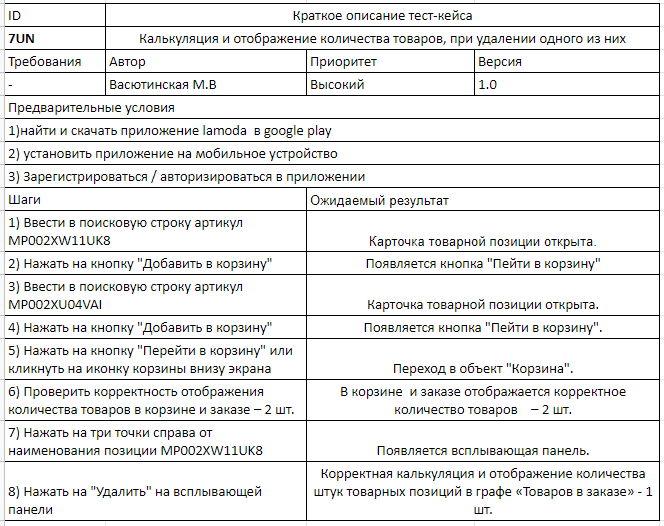 ID Краткое описание тест-кейса
7UN Калькуляция и отображение количества товаров, при удалении одного из них
Требования Автор Приоритет Версия
- Васютинская М.В Высокий 1.0
Предварительные условия
1)найти и скачать приложение lamoda в google play
2) установить приложение на мобильное устройство
3) Зарегистрироваться / авторизироваться в приложении
Шаги Ожидаемый результат
1) Ввести в поисковую строку артикул
MP002XW11UK8 Карточка товарной позиции открыта.
2) Нажать на кнопку "Добавить в корзину" Появляется кнопка "Пейти в корзину"
3) Ввести в поисковую строку артикул
MP002XU04VAI Карточка товарной позиции открыта.
4) Нажать на кнопку "Добавить в корзину" Появляется кнопка "Пейти в корзину".
5) Нажать на кнопку "Перейти в корзину" или
кликнуть на иконку корзины внизу экрана Переход в объект "Корзина".
6) Проверить корректность отображения
количества товаров в корзине и заказе – 2 шт.
В корзине и заказе отображается корректное
количество товаров – 2 шт.
7) Нажать на три точки справа от
наименования позиции MP002XW11UK8 Появляется всплывающая панель.
8) Нажать на "Удалить" на всплывающей
панели
Корректная калькуляция и отображение количества
штук товарных позиций в графе «Товаров в заказе» - 1
шт.